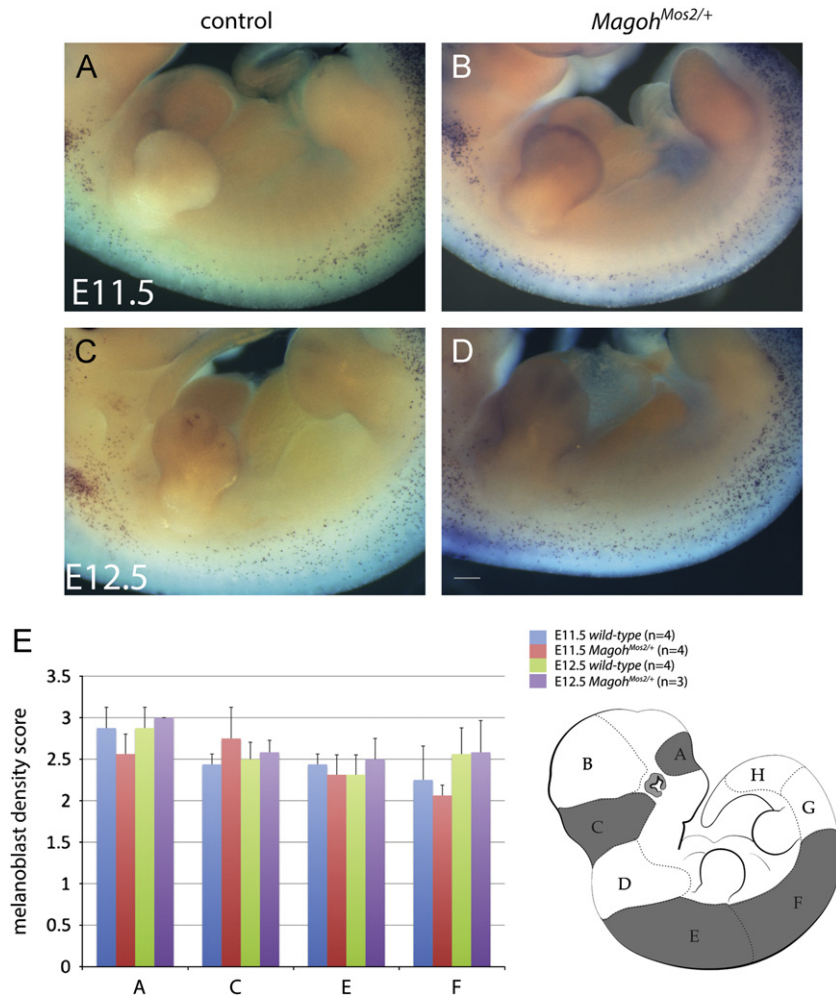 control
Magoh^Mos2/+
A
B
E11.5
C
D
E12.5
E
E11.5 wild-type (n=4)
E11.5 Magoh^Mos2/+ (n=4)
E12.5 wild-type (n=4)
E12.5 Magoh^Mos2/+ (n=3)
melanoblast density score
3.5
3
2.5
2
1.5
1
0.5
0
A
C
E
F
A
B
H
G
C
D
F
E